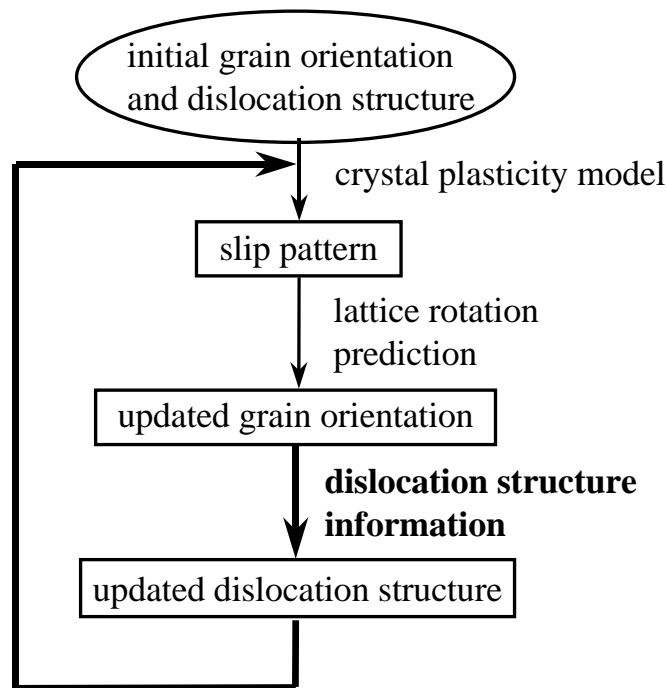 initial grain orientation
and dislocation structure
crystal plasticity model
slip pattern
lattice rotation
prediction
updated grain orientation
dislocation structure
information
updated dislocation structure